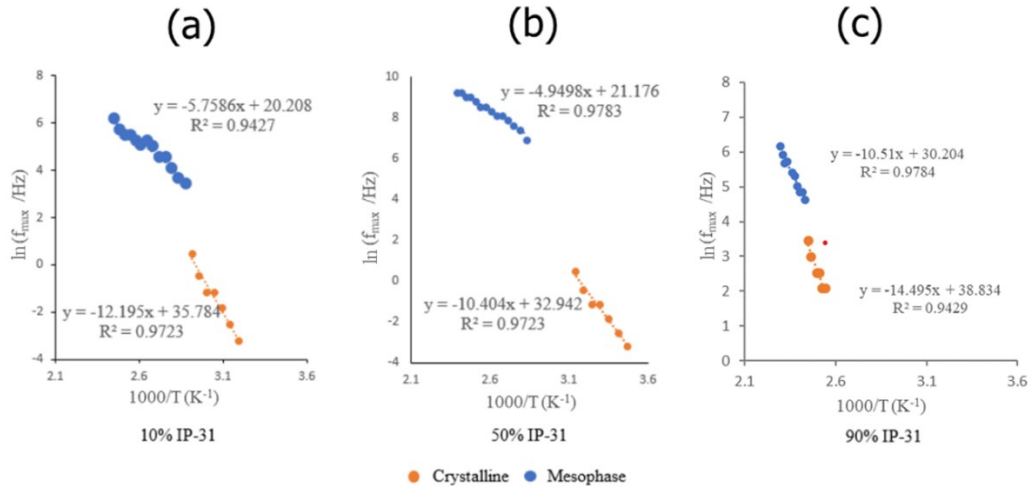 (a)
8
6
4
2
0
-2
-4
2.1
2.6
3.1
3.6
ln (fmax /Hz)
1000/T (K-1)
y = -5.7586x + 20.208
R² = 0.9427
y = -12.195x + 35.784
R² = 0.9723
10% IP-31
(b)
10
8
6
4
2
0
-2
-4
2.1
2.6
3.1
3.6
ln (fmax /Hz)
1000/T (K-1)
y = -4.9498x + 21.176
R² = 0.9783
y = -10.404x + 32.942
R² = 0.9723
50% IP-31
(c)
8
7
6
5
4
3
2
1
0
2.1
2.6
3.1
3.6
ln (fmax /Hz)
1000/T (K-1)
y = -10.51x + 30.204
R² = 0.9784
y = -14.495x + 38.834
R² = 0.9429
90% IP-31
Crystalline
Mesophase